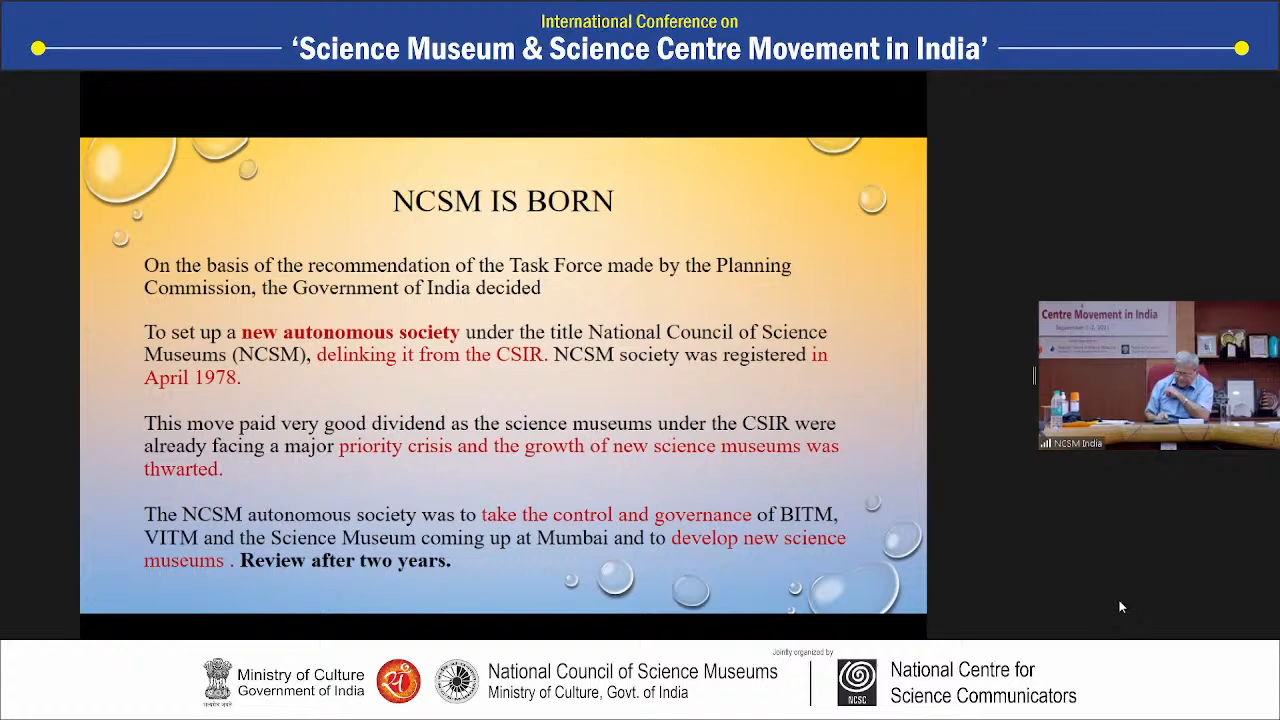 International Conference on
‘Science Museum & Science Centre Movement in India’
NCSM IS BORN
On the basis of the recommendation of the Task Force made by the Planning
Commission, the Government of India decided
To set up a new autonomous society under the title National Council of Science
Museums (NCSM), delinking it from the CSIR. NCSM society was registered in
April 1978.
This move paid very good dividend as the science museums under the CSIR were
already facing a major priority crisis and the growth of new science museums was
thwarted.
The NCSM autonomous society was to take the control and governance of BITM,
VITM and the Science Museum coming up at Mumbai and to develop new science
museums . Review after two years.
Centre Movement in India
NCSM India
Ministry of Culture
Government of India
National Council of Science Museums
Ministry of Culture, Govt. of India
Jointly organized by
NCSC
National Centre for
Science Communicators